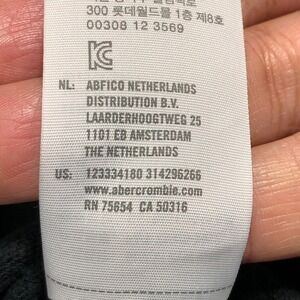 300 롯데월드몰 1층 제8호
00308 12 3569
NL: ABFICO NETHERLANDS
DISTRIBUTION B.V.
LAARDERHOOGTWEG 25
1101 EB AMSTERDAM
THE NETHERLANDS
US: 123334180 314296266
www.abercrombie.com
RN 75654 CA 50316